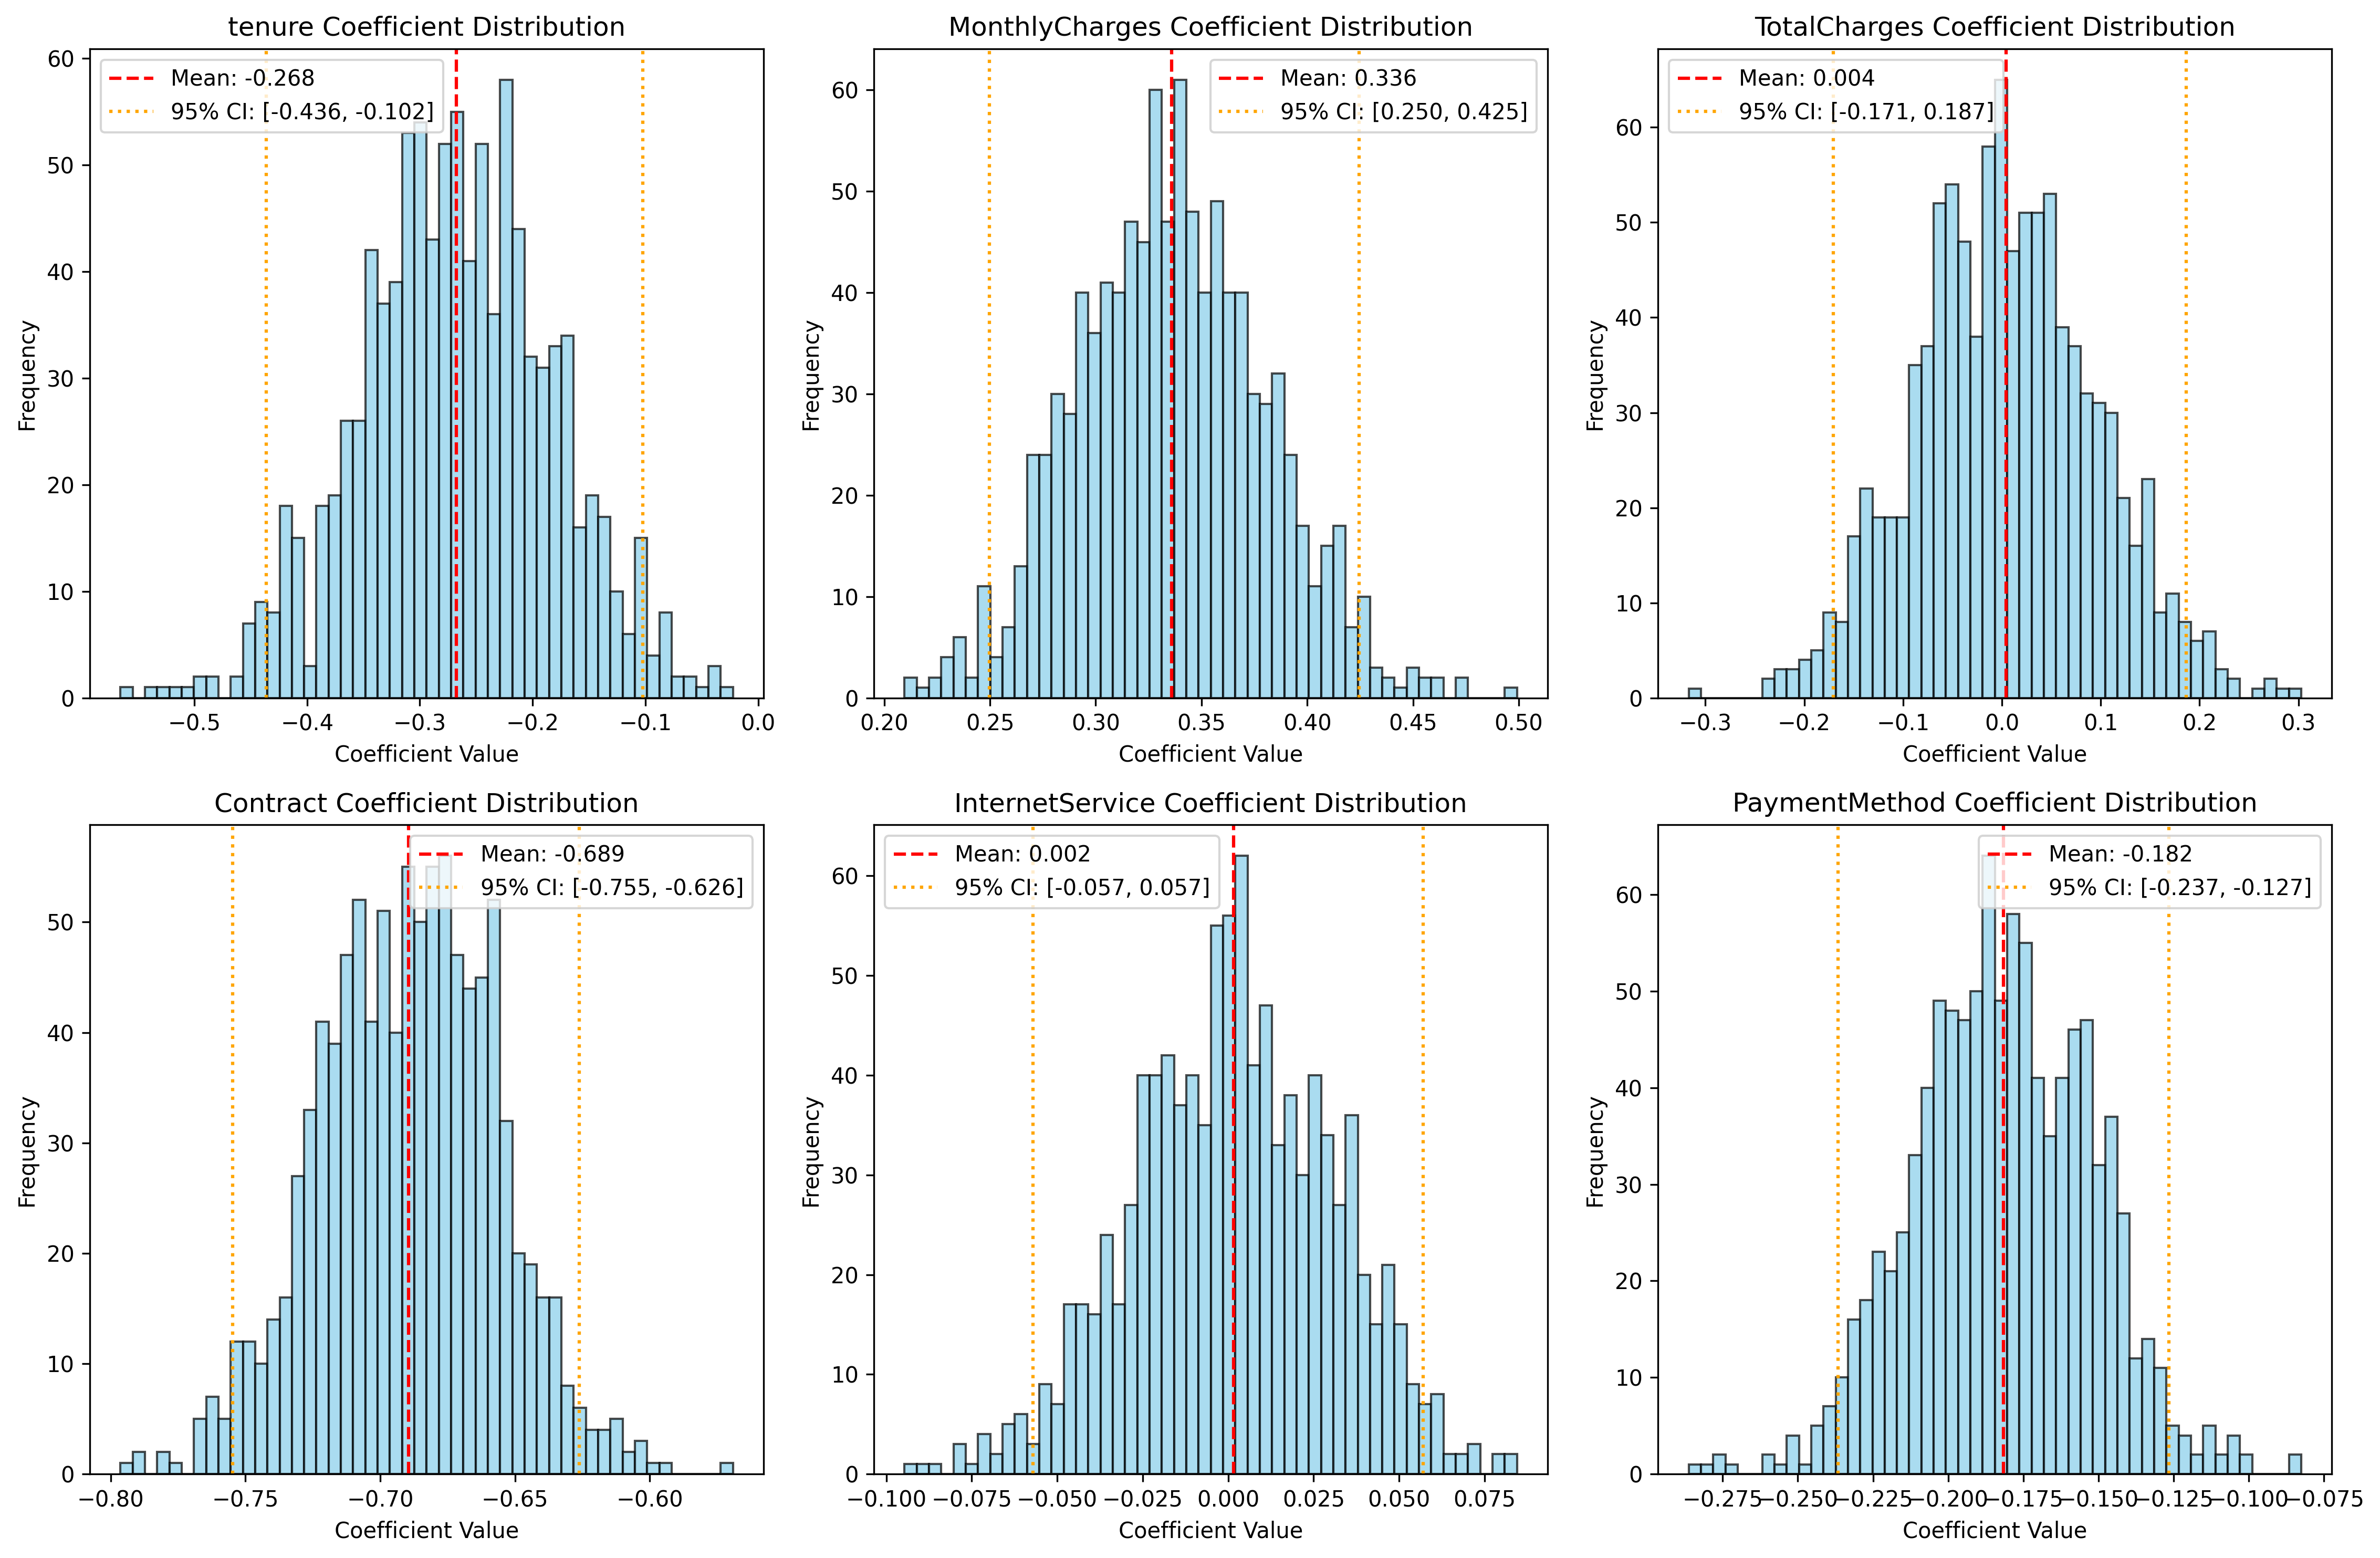 tenure Coefficient Distribution
Mean: -0.268
95% CI: [-0.436, -0.102]
60
50
40
30
20
10
0
Frequency
−0.5
−0.4
−0.3
−0.2
−0.1
0.0
Coefficient Value
MonthlyCharges Coefficient Distribution
Mean: 0.336
95% CI: [0.250, 0.425]
60
50
40
30
20
10
0
Frequency
0.20
0.25
0.30
0.35
0.40
0.45
0.50
Coefficient Value
TotalCharges Coefficient Distribution
Mean: 0.004
95% CI: [-0.171, 0.187]
60
50
40
30
20
10
0
Frequency
−0.3
−0.2
−0.1
0.0
0.1
0.2
0.3
Coefficient Value
Contract Coefficient Distribution
Mean: -0.689
95% CI: [-0.755, -0.626]
50
40
30
20
10
0
Frequency
−0.80
−0.75
−0.70
−0.65
−0.60
Coefficient Value
InternetService Coefficient Distribution
Mean: 0.002
95% CI: [-0.057, 0.057]
60
50
40
30
20
10
0
Frequency
−0.100
−0.075
−0.050
−0.025
0.000
0.025
0.050
0.075
Coefficient Value
PaymentMethod Coefficient Distribution
Mean: -0.182
95% CI: [-0.237, -0.127]
60
50
40
30
20
10
0
Frequency
−0.275
−0.250
−0.225
−0.200
−0.175
−0.150
−0.125
−0.100
−0.075
Coefficient Value